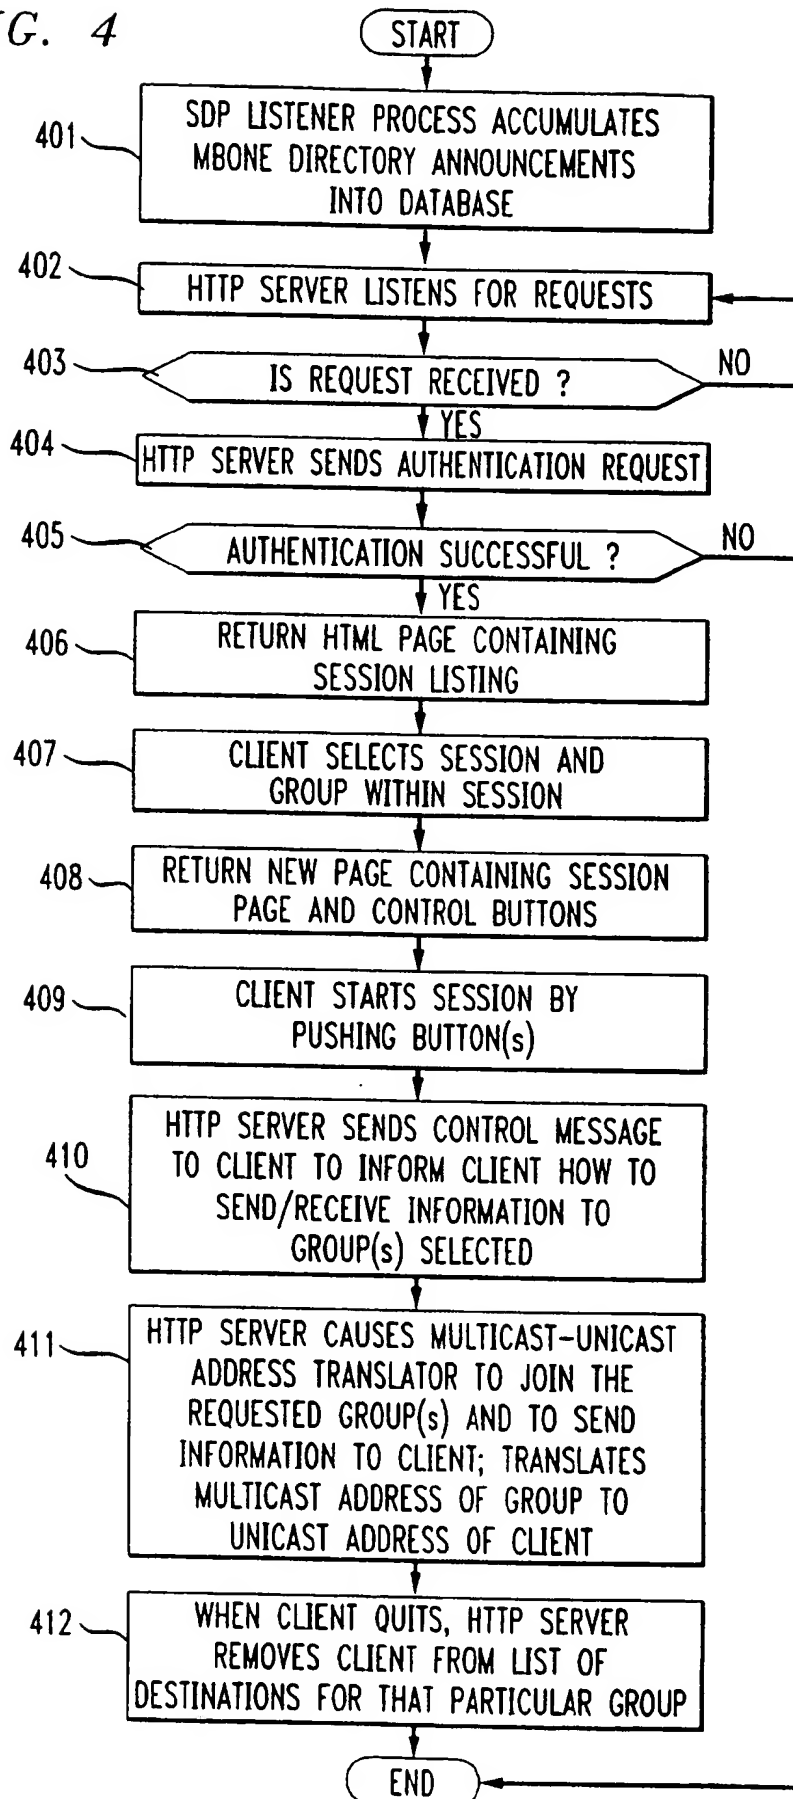 G. 4
START
401
SDP LISTENER PROCESS ACCUMULATES
MBONE DIRECTORY ANNOUNCEMENTS
INTO DATABASE
402
HTTP SERVER LISTENS FOR REQUESTS
403
IS REQUEST RECEIVED ?
NO
YES
404
HTTP SERVER SENDS AUTHENTICATION REQUEST
405
AUTHENTICATION SUCCESSFUL ?
NO
YES
406
RETURN HTML PAGE CONTAINING
SESSION LISTING
407
CLIENT SELECTS SESSION AND
GROUP WITHIN SESSION
408
RETURN NEW PAGE CONTAINING SESSION
PAGE AND CONTROL BUTTONS
409
CLIENT STARTS SESSION BY
PUSHING BUTTON(s)
410
HTTP SERVER SENDS CONTROL MESSAGE
TO CLIENT TO INFORM CLIENT HOW TO
SEND/RECEIVE INFORMATION TO
GROUP(s) SELECTED
411
HTTP SERVER CAUSES MULTICAST-UNICAST
ADDRESS TRANSLATOR TO JOIN THE
REQUESTED GROUP(s) AND TO SEND
INFORMATION TO CLIENT; TRANSLATES
MULTICAST ADDRESS OF GROUP TO
UNICAST ADDRESS OF CLIENT
412
WHEN CLIENT QUITS, HTTP SERVER
REMOVES CLIENT FROM LIST OF
DESTINATIONS FOR THAT PARTICULAR GROUP
END